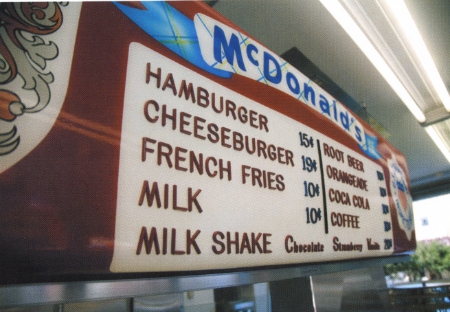 McDonald's
HAMBURGER 15¢
CHEESEBURGER 19¢
FRENCH FRIES 10¢
MILK 10¢
ROOT BEER
ORANGEADE
COCA COLA
COFFEE
MILK SHAKE Chocolate Strawberry Vanilla